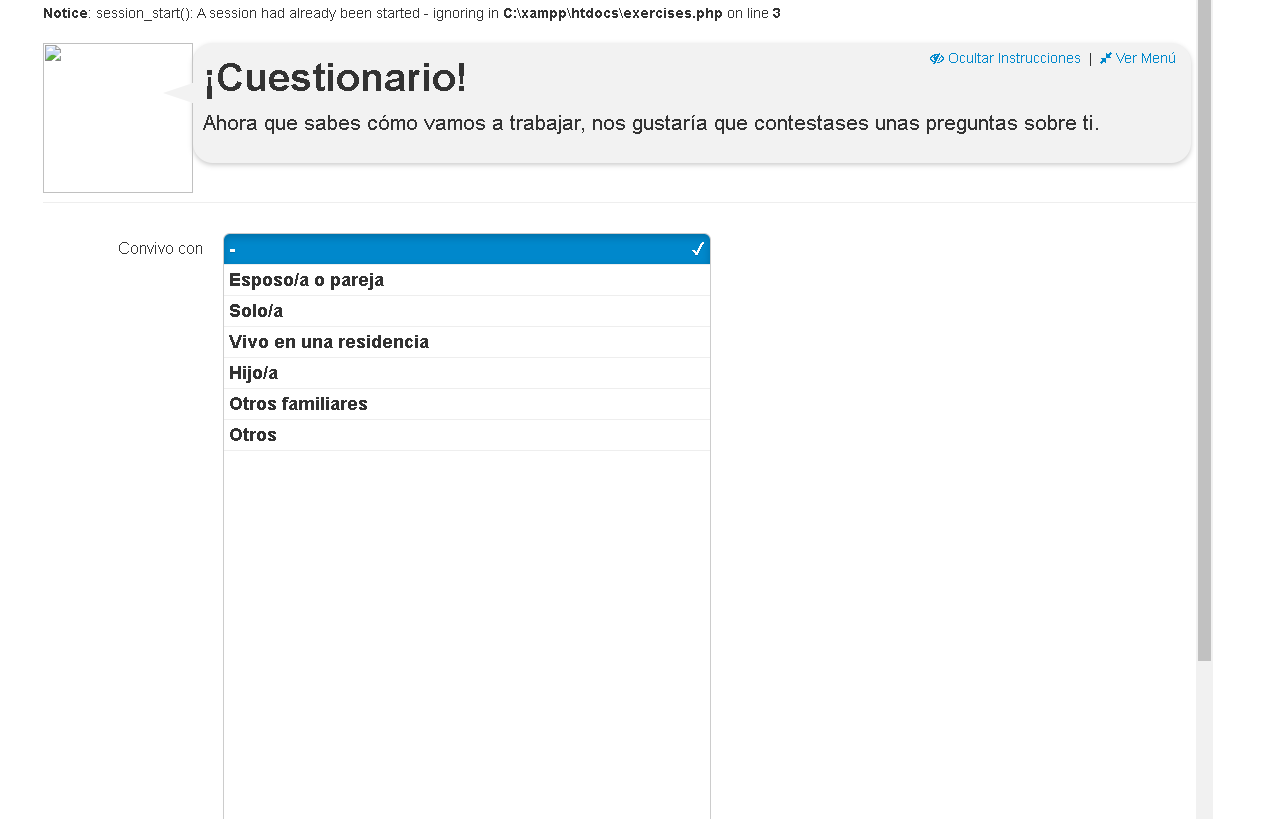 Notice: session_start(): A session had already been started - ignoring in C:\xampp\htdocs\exercises.php on line 3
Ocultar Instrucciones | Ver Menú
¡Cuestionario!
Ahora que sabes cómo vamos a trabajar, nos gustaría que contestases unas preguntas sobre ti.
Convivo con
-
Esposo/a o pareja
Solo/a
Vivo en una residencia
Hijo/a
Otros familiares
Otros